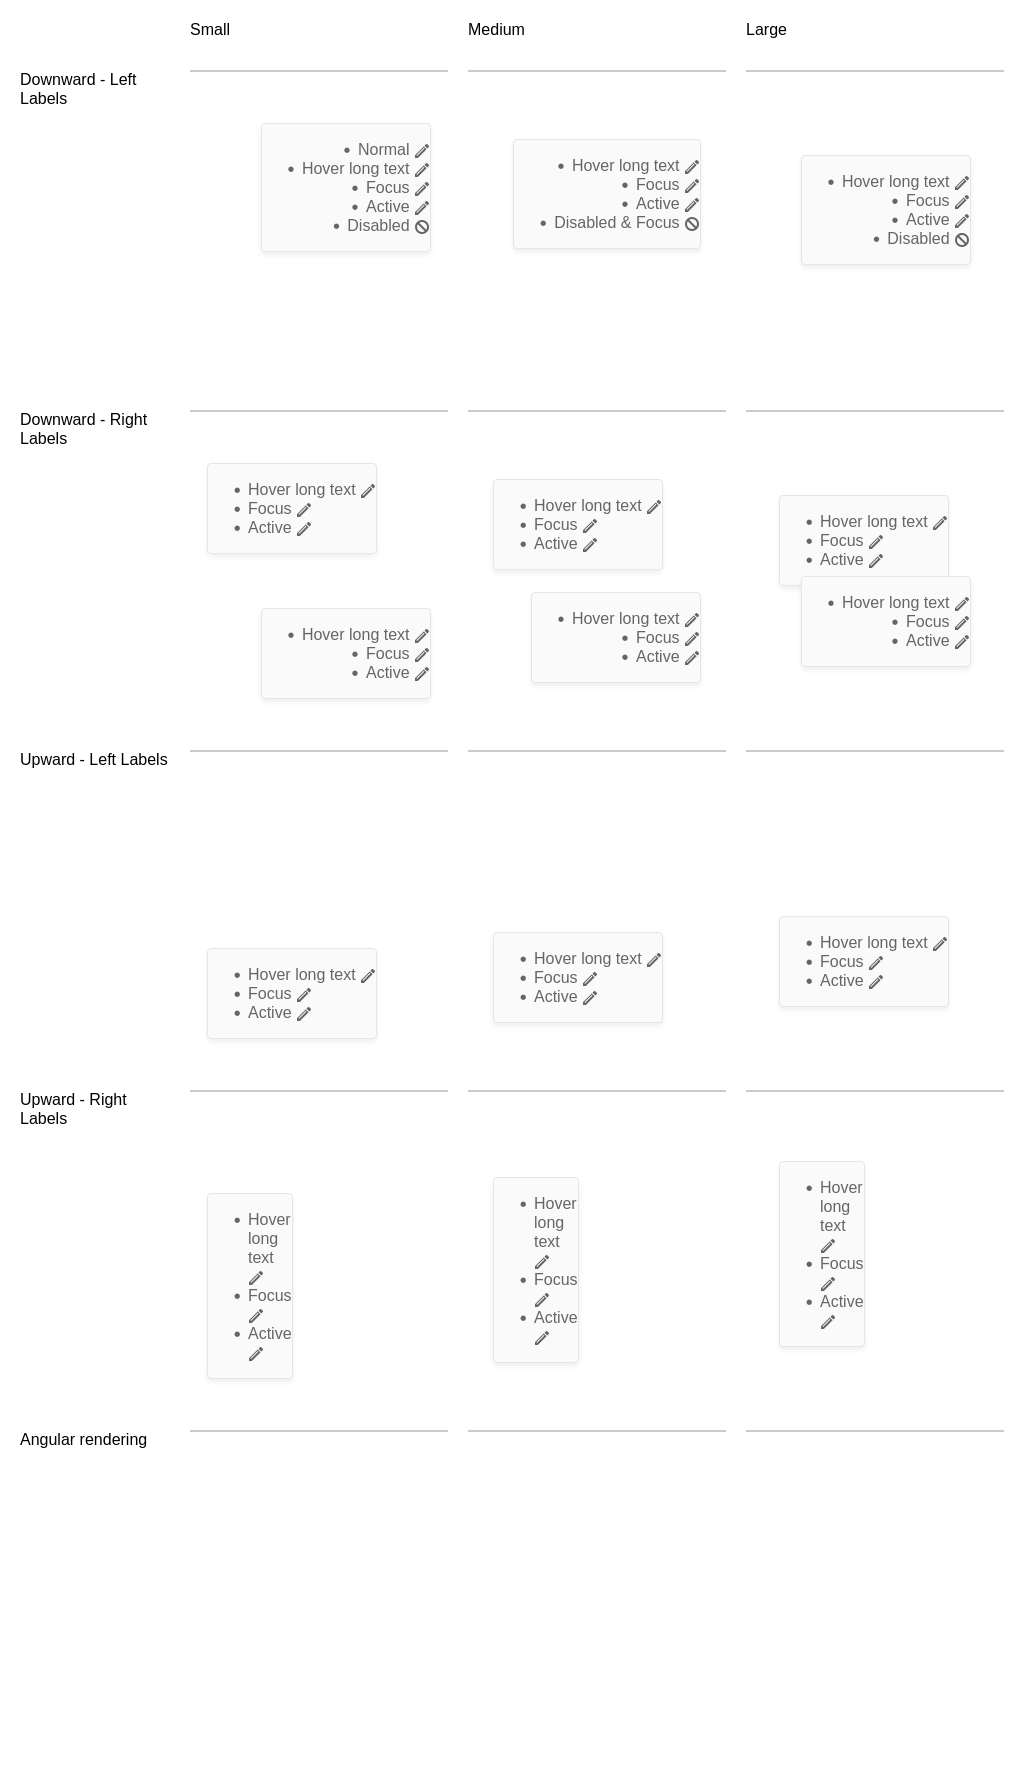 Small
Medium
Large
Downward - Left
Labels
Normal
Hover long text
Focus
Active
Disabled
Hover long text
Focus
Active
Disabled & Focus
Hover long text
Focus
Active
Disabled
Downward - Right
Labels
Hover long text
Focus
Active
Hover long text
Focus
Active
Hover long text
Focus
Active
Hover long text
Focus
Active
Hover long text
Focus
Active
Hover long text
Focus
Active
Upward - Left Labels
Hover long text
Focus
Active
Hover long text
Focus
Active
Hover long text
Focus
Active
Upward - Right
Labels
Hover
long
text
Focus
Active
Hover
long
text
Focus
Active
Hover
long
text
Focus
Active
Angular rendering